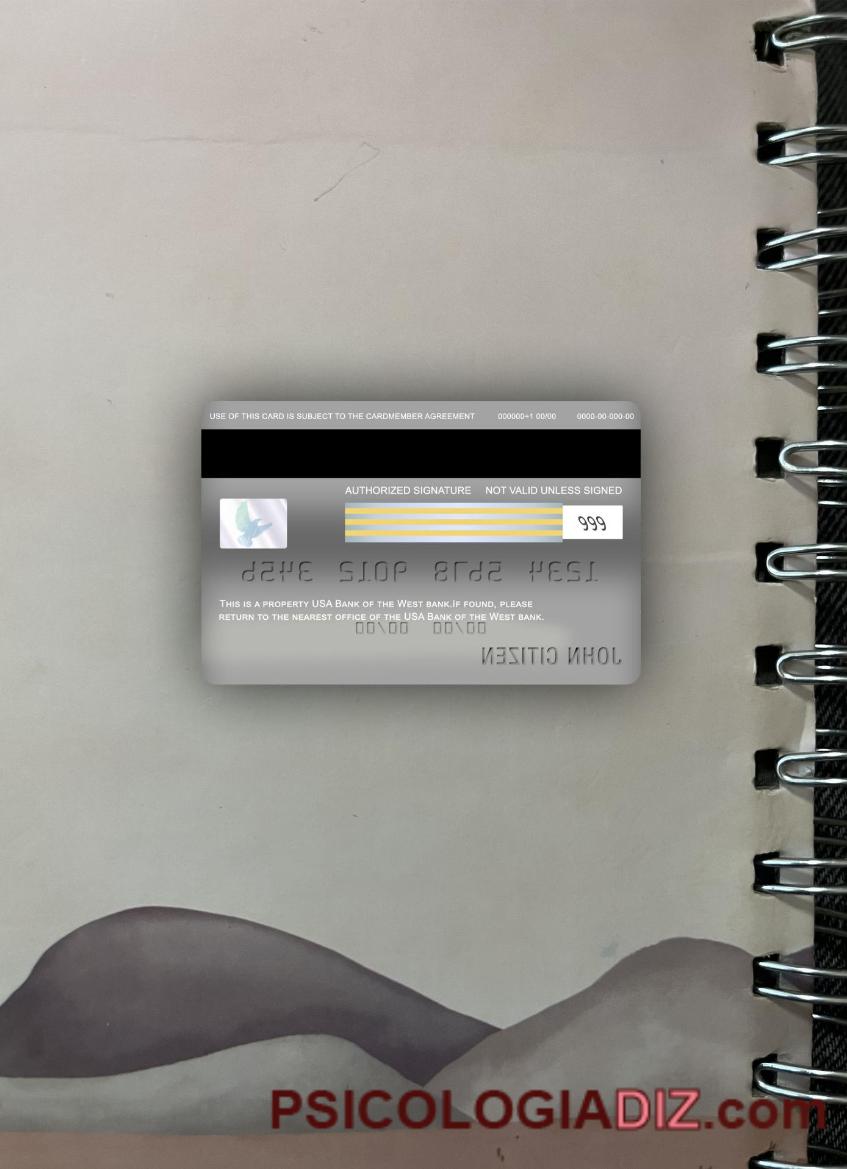 USE OF THIS CARD IS SUBJECT TO THE CARDMEMBER AGREEMENT 000000+1 00/00 0000-00-000-00
AUTHORIZED SIGNATURE NOT VALID UNLESS SIGNED
999
1234 5678 9012 3456
THIS IS A PROPERTY USA BANK OF THE WEST BANK.IF FOUND, PLEASE
RETURN TO THE NEAREST OFFICE OF THE USA BANK OF THE WEST BANK.
00/00 00/00
JOHN CITIZEN
PSICOLOGIADIZ.com